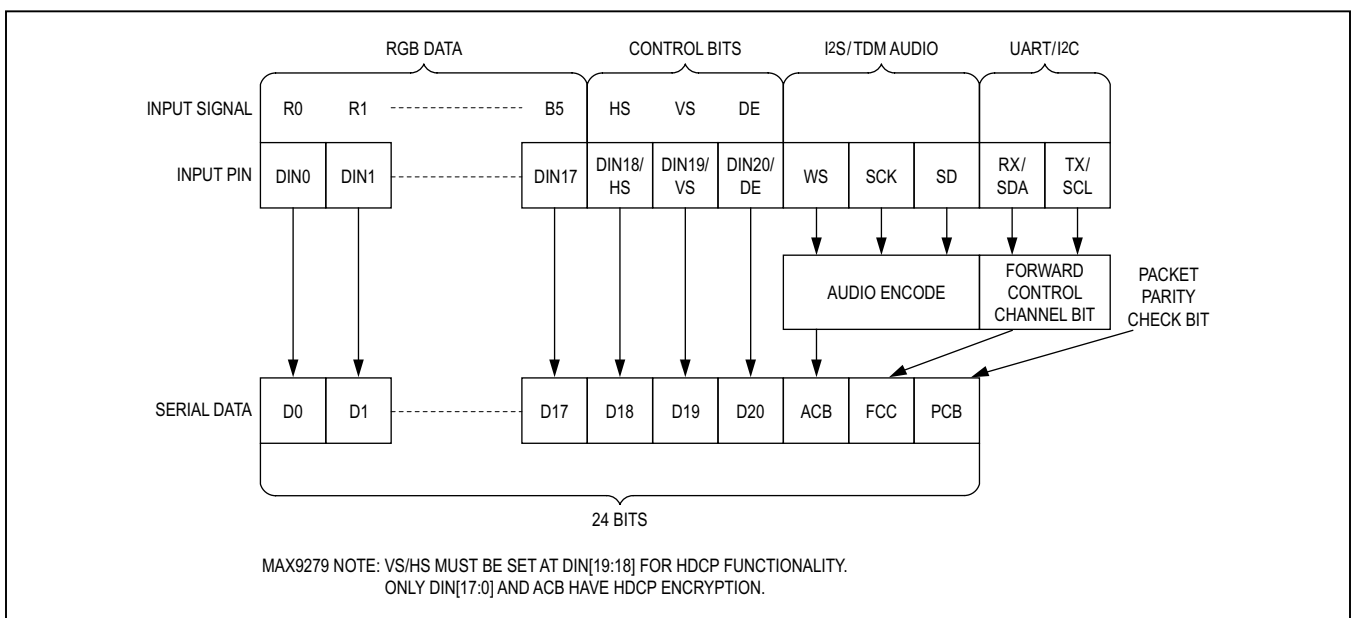 RGB DATA CONTROL BITS I2S/TDM AUDIO UART/I2C
INPUT SIGNAL R0 R1 B5 HS VS DE
INPUT PIN DIN0 DIN1 DIN17 DIN18/ HS DIN19/ VS DIN20/ DE WS SCK SD RX/ SDA TX/ SCL
AUDIO ENCODE
FORWARD
CONTROL
CHANNEL BIT
PACKET
PARITY
CHECK BIT
SERIAL DATA D0 D1 D17 D18 D19 D20 ACB FCC PCB
24 BITS
MAX9279 NOTE: VS/HS MUST BE SET AT DIN[19:18] FOR HDCP FUNCTIONALITY.
ONLY DIN[17:0] AND ACB HAVE HDCP ENCRYPTION.